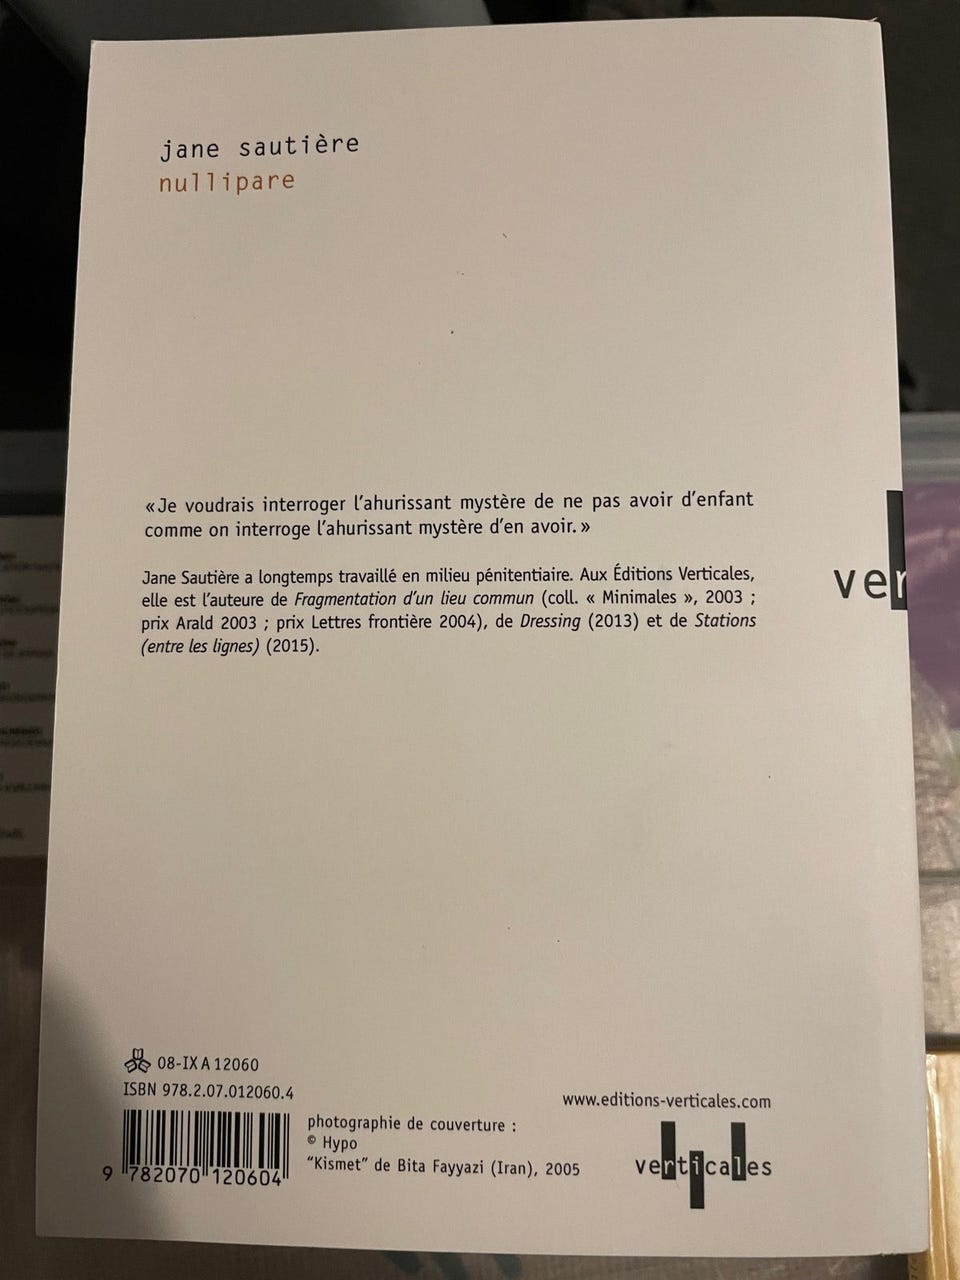 jane sautière
nullipare
«Je voudrais interroger l'ahurissant mystère de ne pas avoir d'enfant
comme on interroge l'ahurissant mystère d'en avoir.»
Jane Sautière a longtemps travaillé en milieu pénitentiaire. Aux Éditions Verticales,
elle est l'auteure de Fragmentation d'un lieu commun (coll. « Minimales », 2003 ;
prix Arald 2003 ; prix Lettres frontière 2004), de Dressing (2013) et de Stations
(entre les lignes) (2015).
ver
08-IX A 12060
ISBN 978.2.07.012060.4
9 782070 120604
photographie de couverture :
© Hypo
"Kismet" de Bita Fayyazi (Iran), 2005
www.editions-verticales.com
verticales